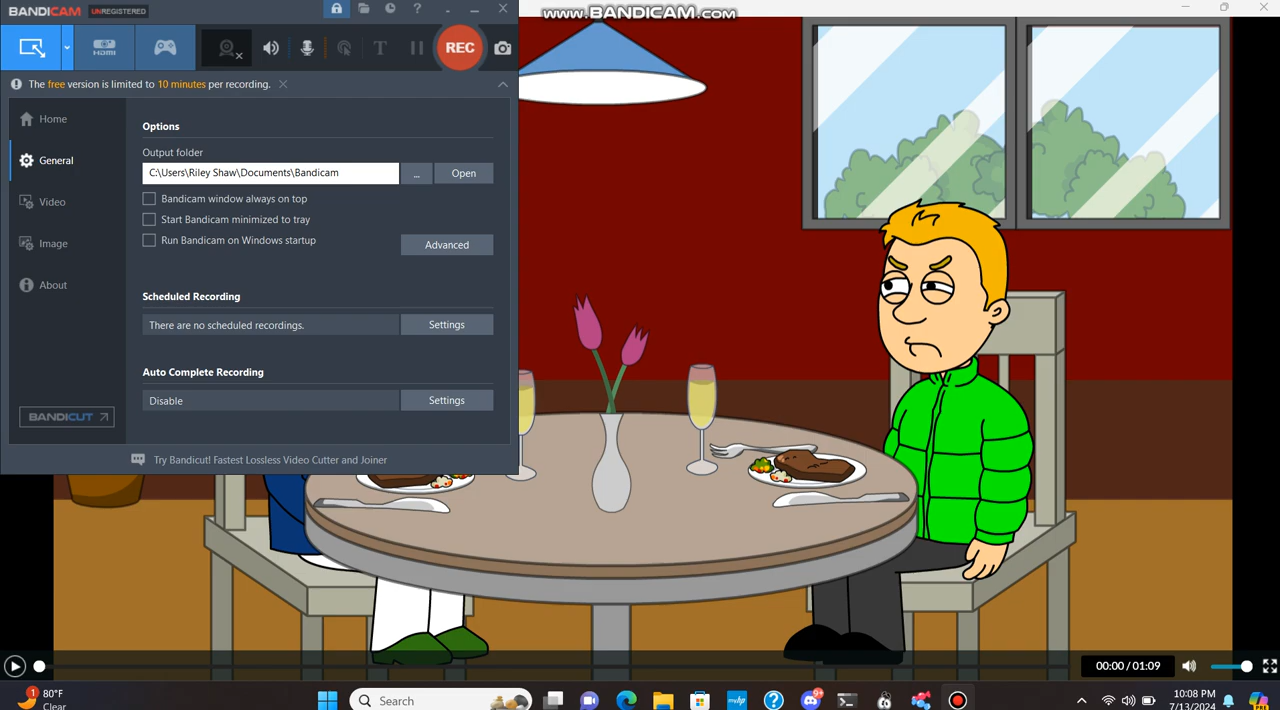 BANDICAM UNREGISTERED
www.BANDICAM.com
HDMI
T
REC
The free version is limited to 10 minutes per recording.
Home
General
Video
Image
About
BANDICUT
Options
Output folder
C:\Users\Riley Shaw\Documents\Bandicam
...
Open
Bandicam window always on top
Start Bandicam minimized to tray
Run Bandicam on Windows startup
Advanced
Scheduled Recording
There are no scheduled recordings.
Settings
Auto Complete Recording
Disable
Settings
Try Bandicut! Fastest Lossless Video Cutter and Joiner
00:00 / 01:09
1
80°F
Clear
Search
9+
10:08 PM
7/13/2024